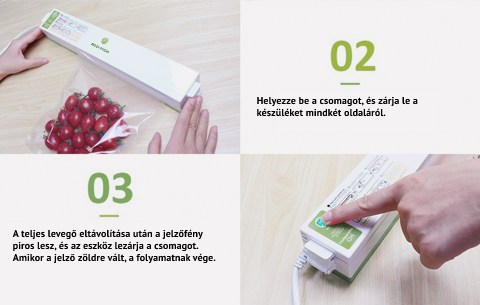 02
Helyezze be a csomagot, és zárja le a
készüléket mindkét oldaláról.
03
A teljes levegő eltávolítása után a jelzőfény
piros lesz, és az eszköz lezárja a csomagot.
Amikor a jelző zöldre vált, a folyamatnak vége.